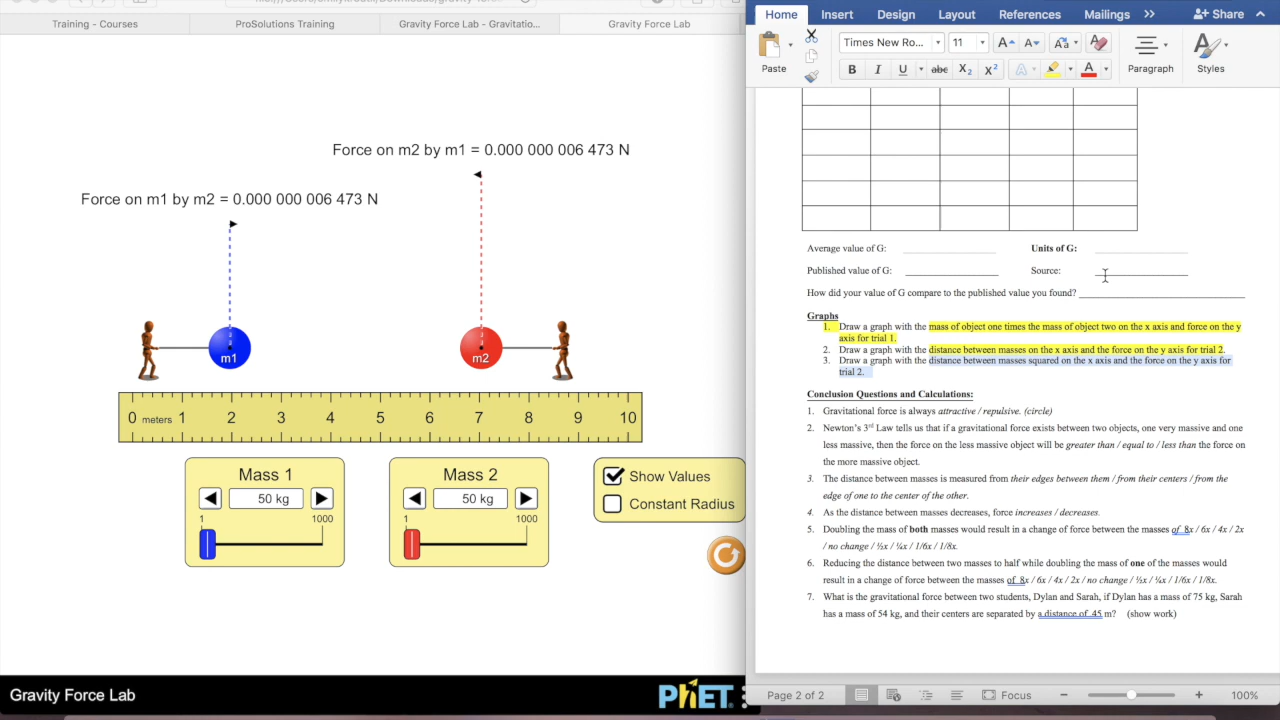 Training - Courses
ProSolutions Training
Gravity Force Lab - Gravitatio...
Gravity Force Lab
Force on m2 by m1 = 0.000 000 006 473 N
Force on m1 by m2 = 0.000 000 006 473 N
m1
m2
0 meters 1 2 3 4 5 6 7 8 9 10
Mass 1
50 kg
1 1000
Mass 2
50 kg
1 1000
Show Values
Constant Radius
Gravity Force Lab
PhET
Home Insert Design Layout References Mailings >> Share
Times New Ro... 11 A A Aa A
Paste
B I U abc X2 X2 A A
Paragraph
Styles
Average value of G: Units of G:
Published value of G: Source:
How did your value of G compare to the published value you found?
Graphs
1. Draw a graph with the mass of object one times the mass of object two on the x axis and force on the y
axis for trial 1.
2. Draw a graph with the distance between masses on the x axis and the force on the y axis for trial 2.
3. Draw a graph with the distance between masses squared on the x axis and the force on the y axis for
trial 2.
Conclusion Questions and Calculations:
1. Gravitational force is always attractive / repulsive. (circle)
2. Newton's 3rd Law tells us that if a gravitational force exists between two objects, one very massive and one
less massive, then the force on the less massive object will be greater than / equal to / less than the force on
the more massive object.
3. The distance between masses is measured from their edges between them / from their centers / from the
edge of one to the center of the other.
4. As the distance between masses decreases, force increases / decreases.
5. Doubling the mass of both masses would result in a change of force between the masses of 8x / 6x / 4x / 2x
/ no change / ½x / ¼x / 1/6x / 1/8x.
6. Reducing the distance between two masses to half while doubling the mass of one of the masses would
result in a change of force between the masses of 8x / 6x / 4x / 2x / no change / ½x / ¼x / 1/6x / 1/8x.
7. What is the gravitational force between two students, Dylan and Sarah, if Dylan has a mass of 75 kg, Sarah
has a mass of 54 kg, and their centers are separated by a distance of .45 m? (show work)
Page 2 of 2 Focus 100%